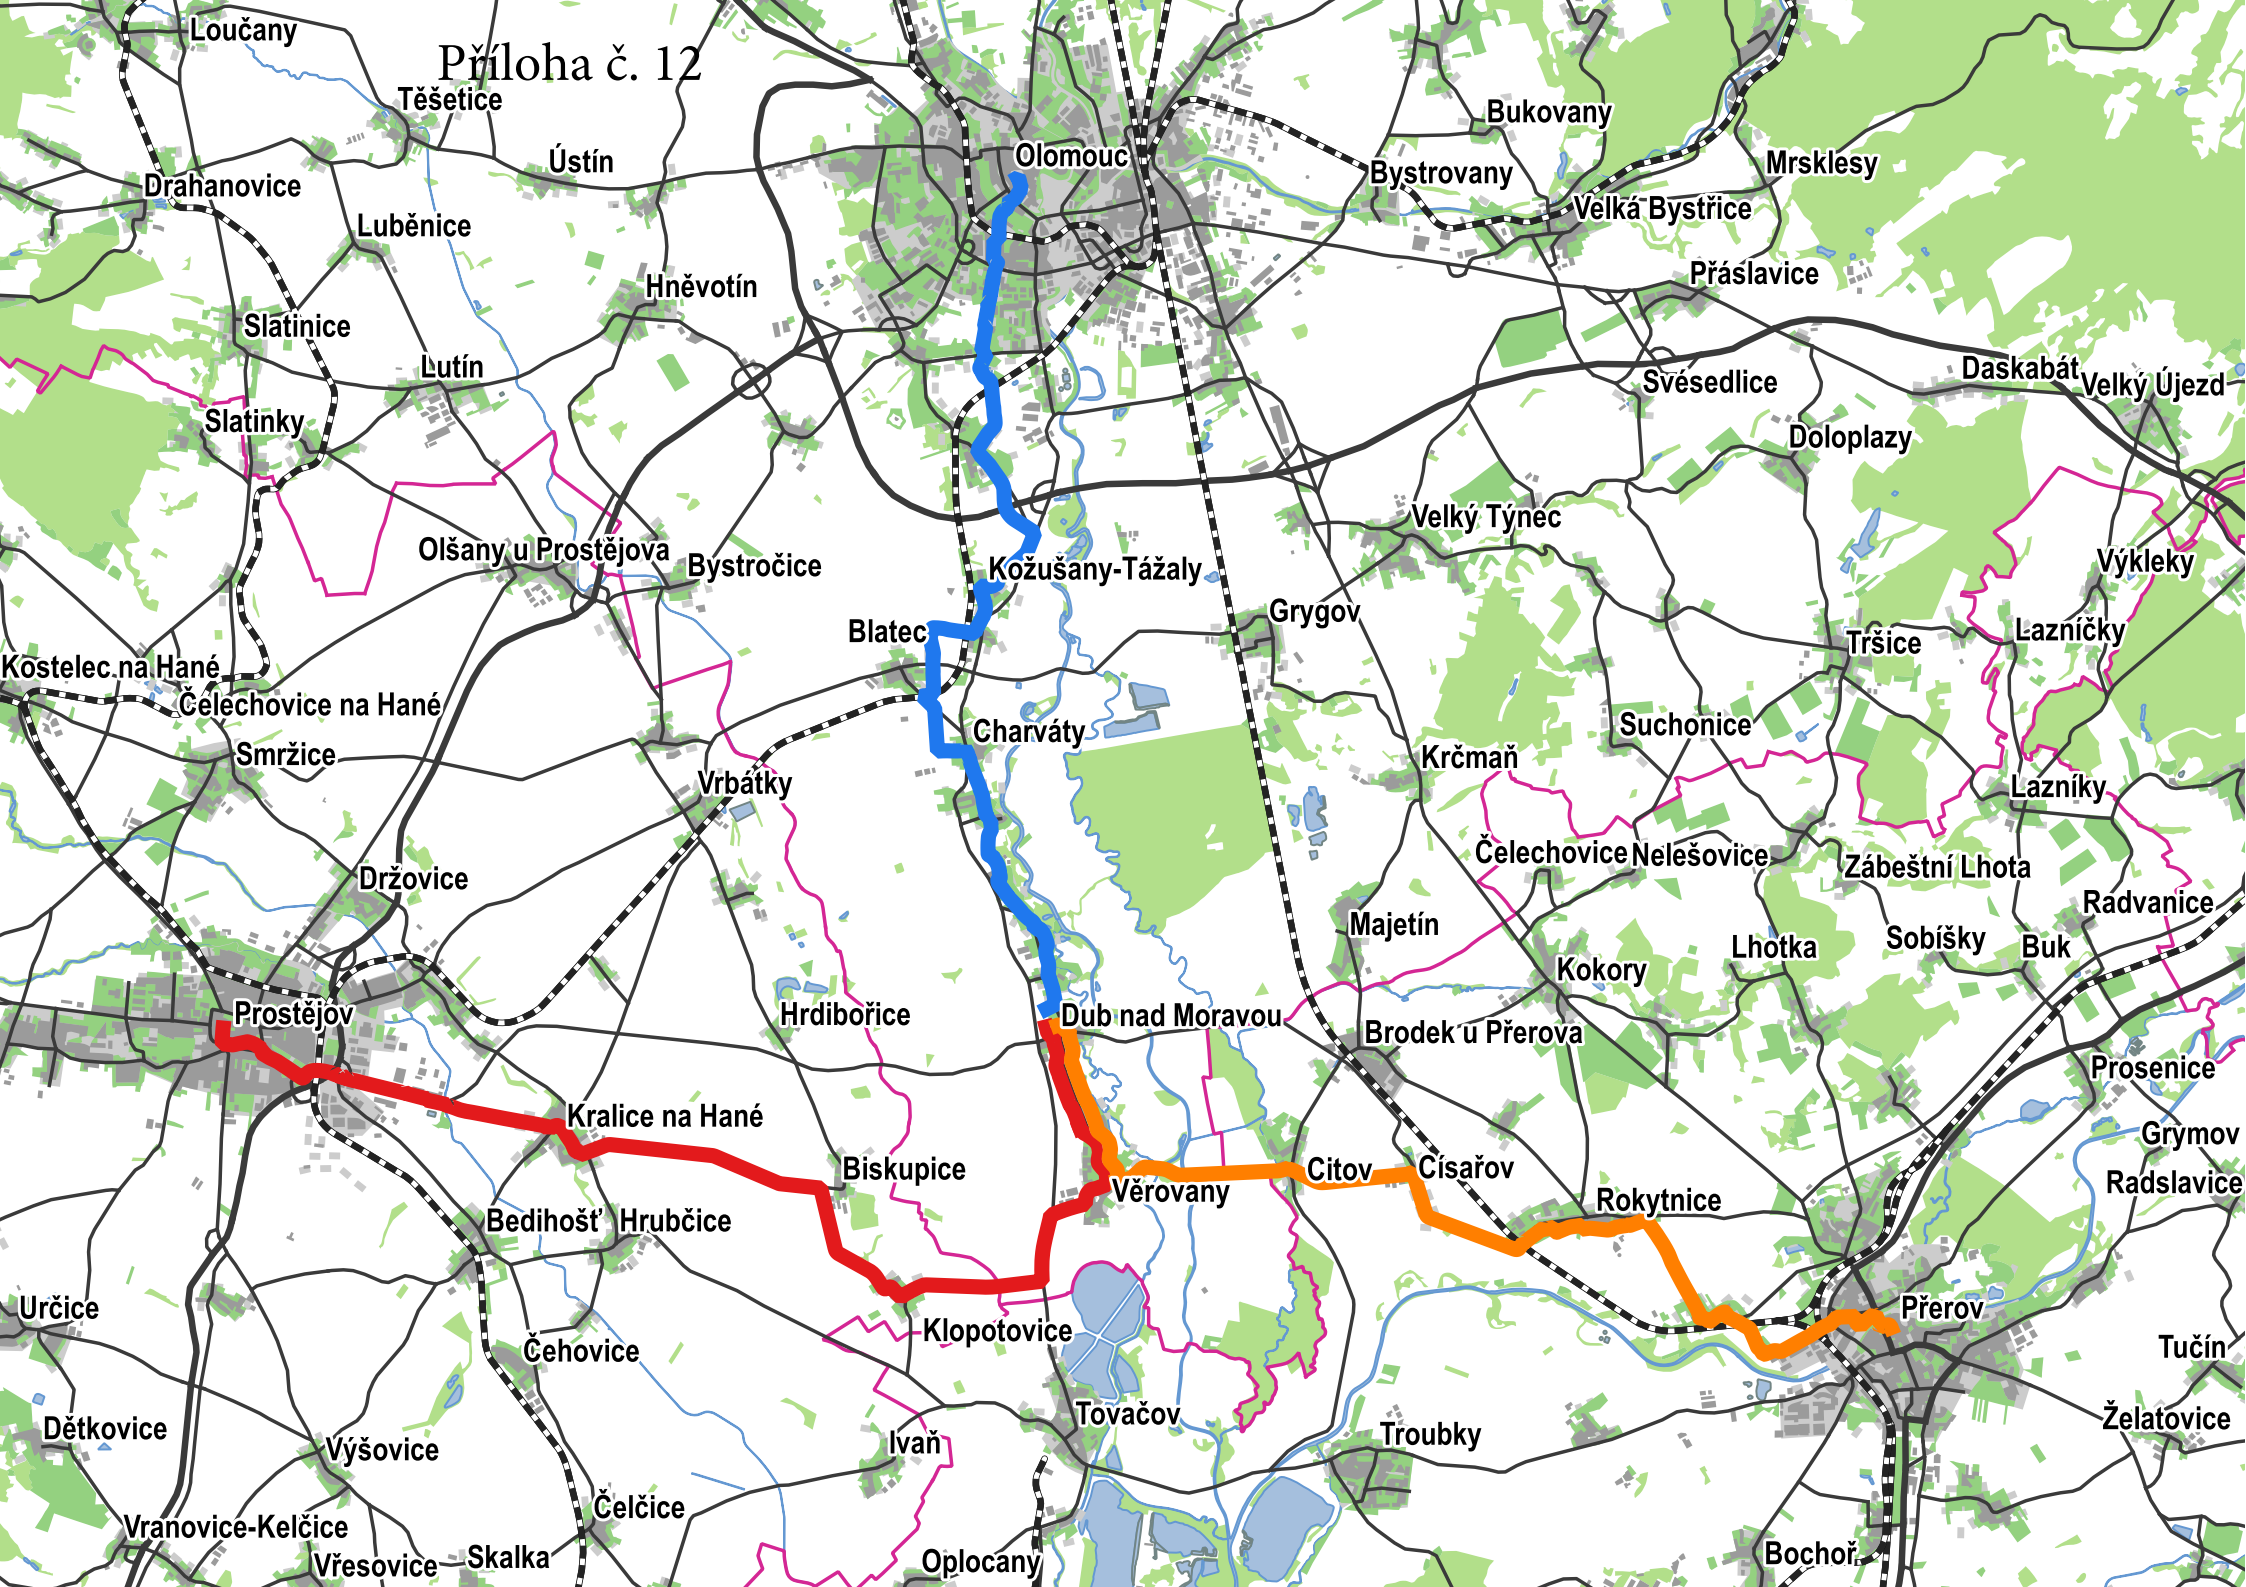 Loučany
Příloha č. 12
Těšetice
Bukovany
Olomouc
Ústín
Mrsklesy
Bystrovany
Drahanovice
Velká Bystřice
Luběnice
Přáslavice
Hněvotín
Slatinice
Lutín
Daskabát
Svésedlice
Velký Újezd
Slatinky
Doloplazy
Velký Týnec
Olšany u Prostějova
Bystročice
Kožušany-Tážaly
Výkleky
Grygov
Blatec
Lazníčky
Tršice
Kostelec na Hané
Čelechovice na Hané
Suchonice
Charváty
Smržice
Krčmaň
Vrbátky
Lazníky
Čelechovice
Nelešovice
Zábeštní Lhota
Držovice
Radvanice
Majetín
Sobíšky
Lhotka
Buk
Kokory
Prostějov
Hrdibořice
Dub nad Moravou
Brodek u Přerova
Prosenice
Kralice na Hané
Grymov
Biskupice
Citov
Císařov
Radslavice
Věrovany
Rokytnice
Bedihošť
Hrubčice
Určice
Přerov
Klopotovice
Tučín
Čehovice
Tovačov
Želatovice
Dětkovice
Troubky
Ivaň
Výšovice
Čelčice
Vranovice-Kelčice
Bochoř
Skalka
Oplocany
Vřesovice